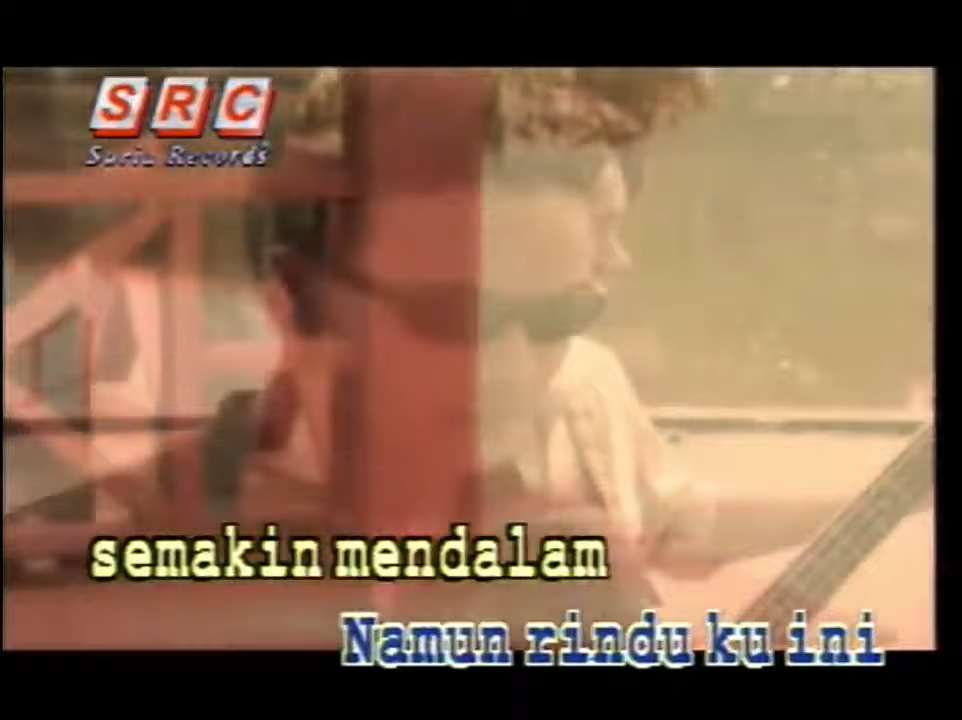 SRC
Suria Records
semakin mendalam
Namun rindu ku ini